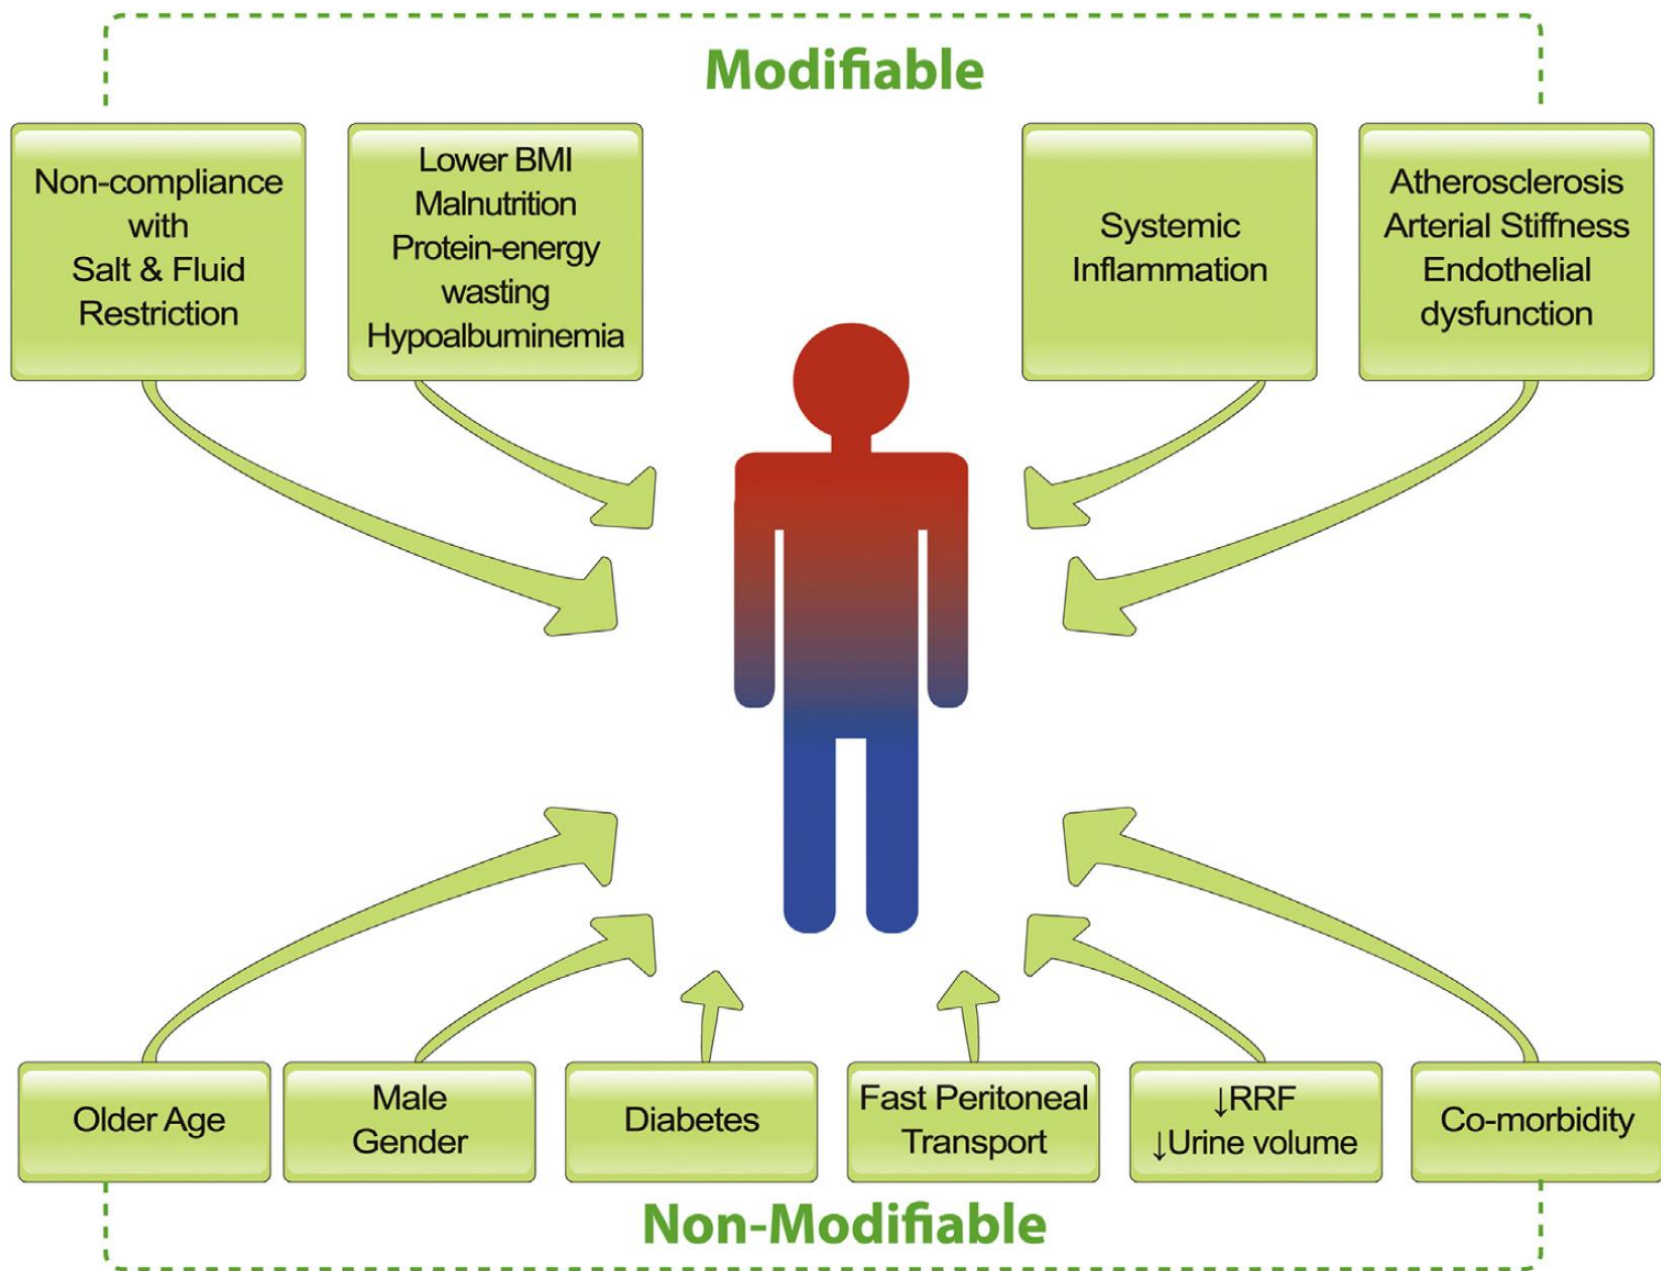 Modifiable
Non-compliance
with
Salt & Fluid
Restriction
Lower BMI
Malnutrition
Protein-energy
wasting
Hypoalbuminemia
Systemic
Inflammation
Atherosclerosis
Arterial Stiffness
Endothelial
dysfunction
Older Age
Male
Gender
Diabetes
Fast Peritoneal
Transport
↓RRF
↓Urine volume
Co-morbidity
Non-Modifiable